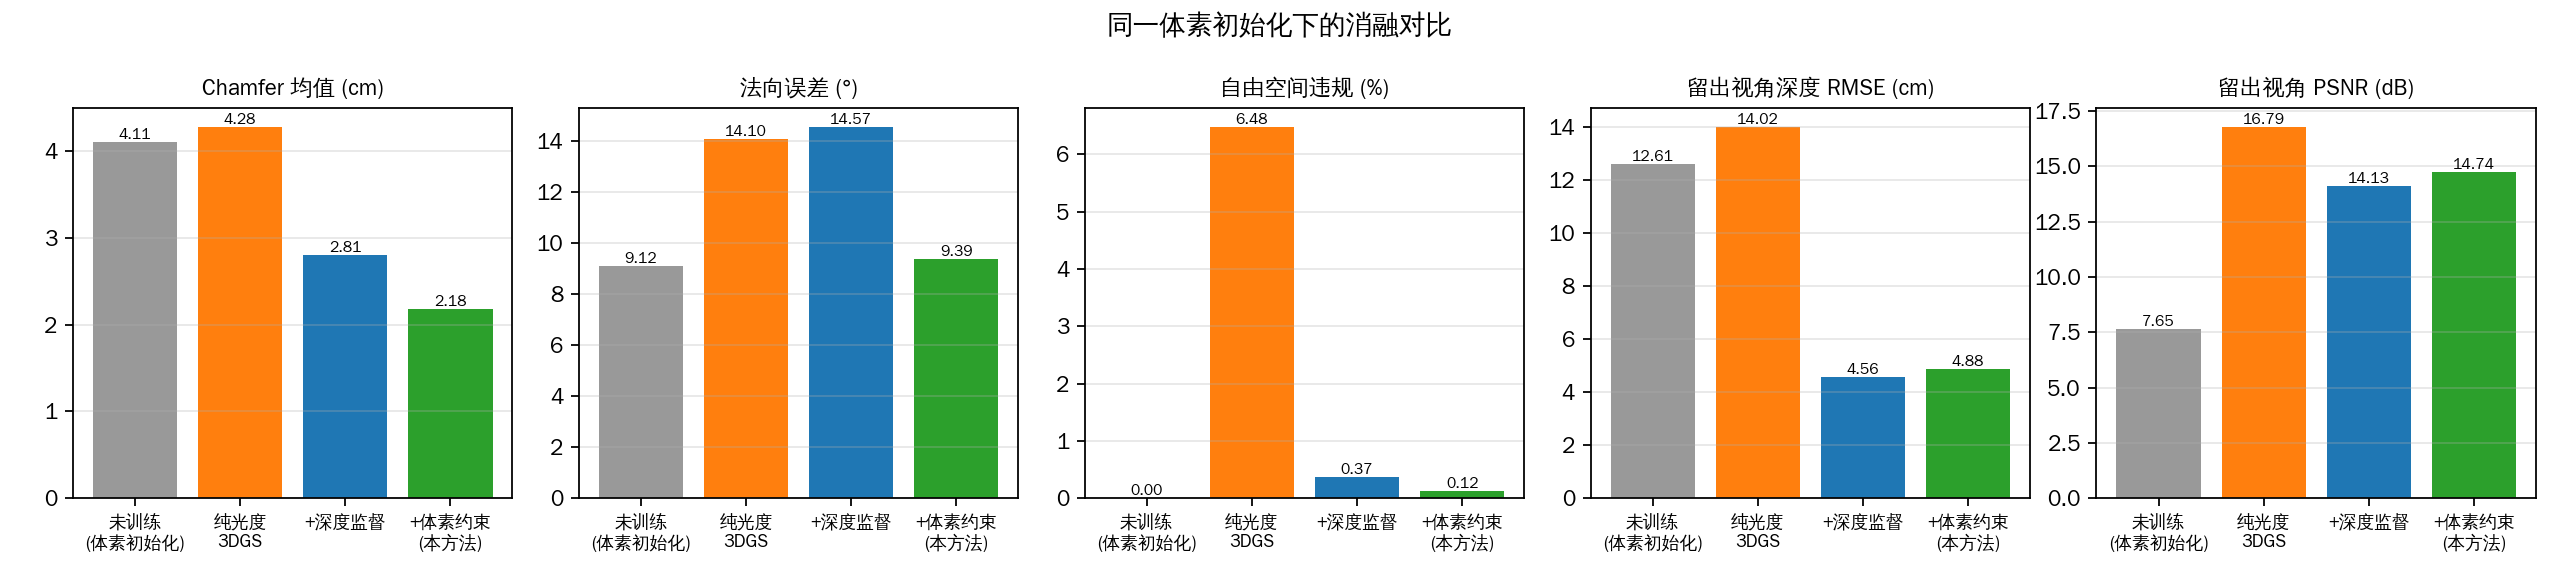 同一体素初始化下的消融对比
Chamfer 均值 (cm)
4
3
2
1
0
4.11
4.28
2.81
2.18
未训练
(体素初始化)
纯光度
3DGS
+深度监督
+体素约束
(本方法)
法向误差 (°)
14
12
10
8
6
4
2
0
9.12
14.10
14.57
9.39
未训练
(体素初始化)
纯光度
3DGS
+深度监督
+体素约束
(本方法)
自由空间违规 (%)
6
5
4
3
2
1
0
0.00
6.48
0.37
0.12
未训练
(体素初始化)
纯光度
3DGS
+深度监督
+体素约束
(本方法)
留出视角深度 RMSE (cm)
14
12
10
8
6
4
2
0
12.61
14.02
4.56
4.88
未训练
(体素初始化)
纯光度
3DGS
+深度监督
+体素约束
(本方法)
留出视角 PSNR (dB)
17.5
15.0
12.5
10.0
7.5
5.0
2.5
0.0
7.65
16.79
14.13
14.74
未训练
(体素初始化)
纯光度
3DGS
+深度监督
+体素约束
(本方法)